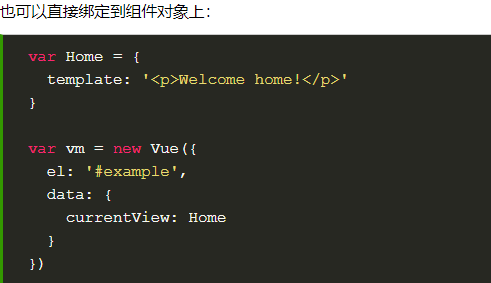 也可以直接绑定到组件对象上：
var Home = {
  template: '<p>Welcome home!</p>'
}
var vm = new Vue({
  el: '#example',
  data: {
    currentView: Home
  }
})